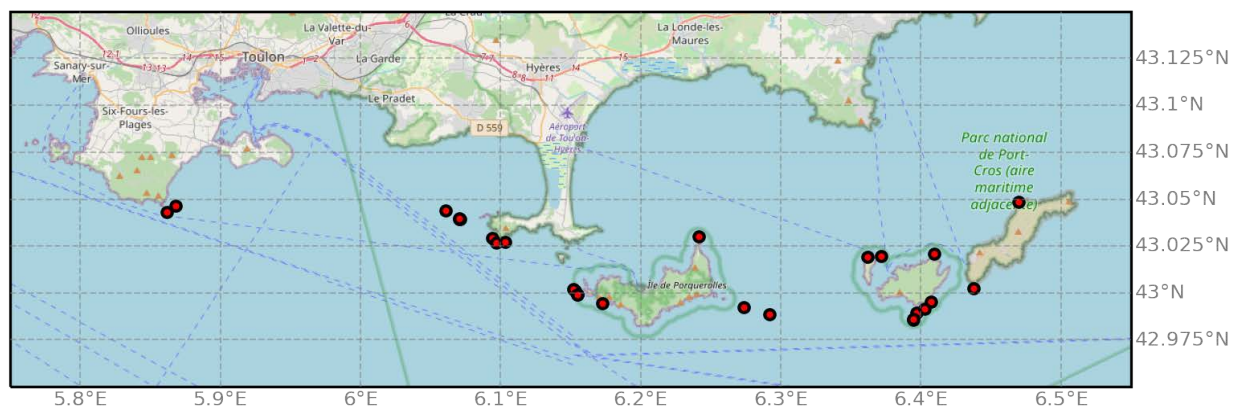 La Crau
Ollioules
La Valette-du-
Var
La Londe-les-
Maures
Toulon
La Garde
Hyères
43.125°N
Sanary-sur-
Mer
Six-Fours-les-
Plages
Le Pradet
43.1°N
D 559
Aéroport
de Toulon
Hyères
Parc national
de Port-
Cros (aire
maritime
adjacente)
43.075°N
43.05°N
43.025°N
Île de Porquerolles
43°N
42.975°N
5.8°E
5.9°E
6°E
6.1°E
6.2°E
6.3°E
6.4°E
6.5°E